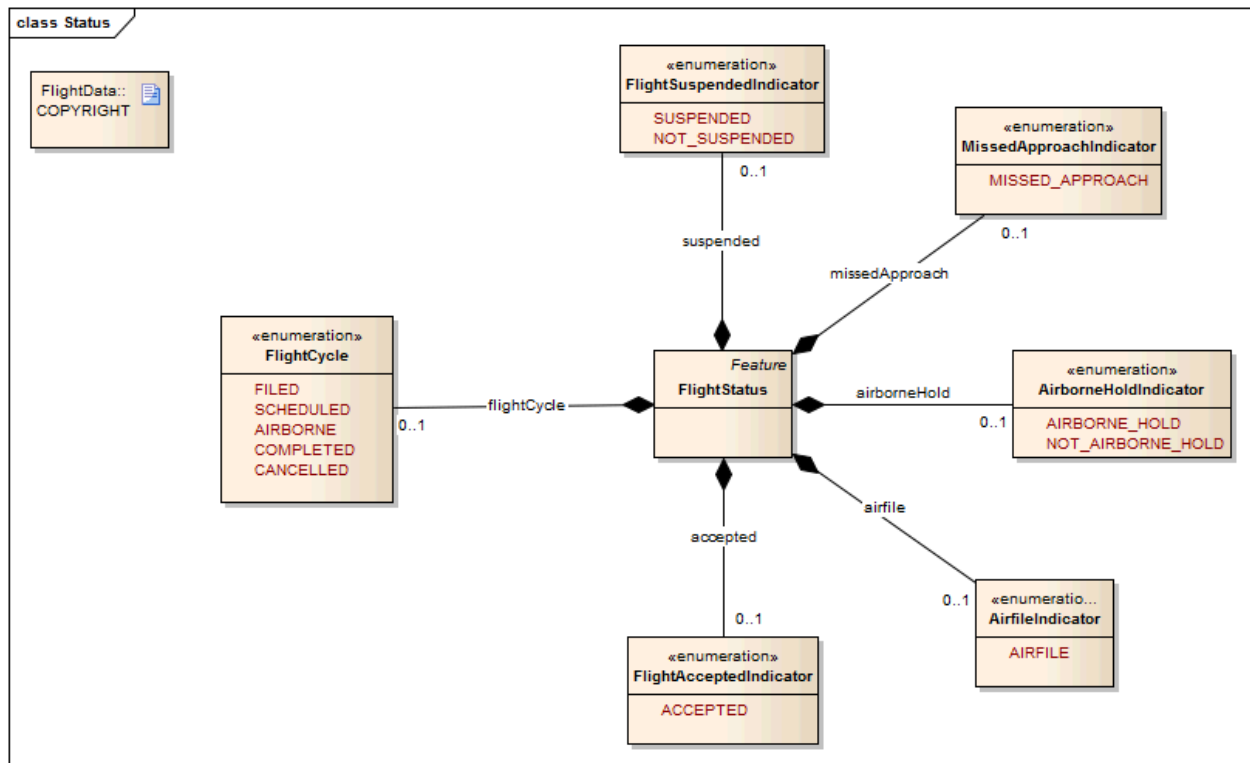 class Status
FlightData::
COPYRIGHT
«enumeration»
FlightSuspendedIndicator
SUSPENDED
NOT_SUSPENDED
0..1
suspended
«enumeration»
MissedApproachIndicator
MISSED_APPROACH
0..1
missedApproach
«enumeration»
FlightCycle
FILED
SCHEDULED
AIRBORNE
COMPLETED
CANCELLED
0..1
flightCycle
Feature
FlightStatus
airborneHold
0..1
«enumeration»
AirborneHoldIndicator
AIRBORNE_HOLD
NOT_AIRBORNE_HOLD
airfile
0..1
«enumeratio...
AirfileIndicator
AIRFILE
accepted
0..1
«enumeration»
FlightAcceptedIndicator
ACCEPTED